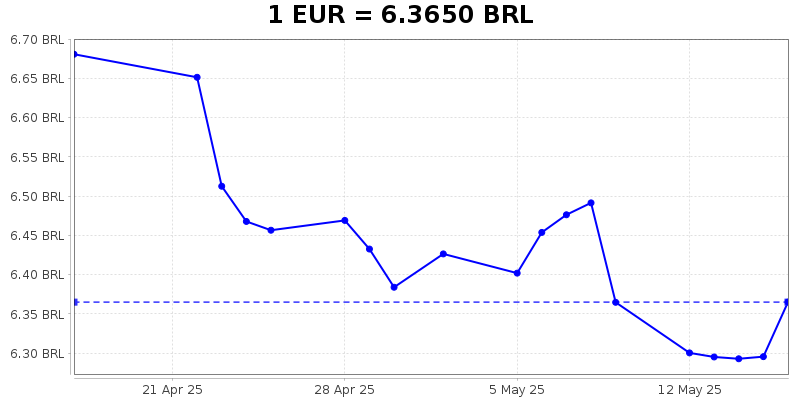 1 EUR = 6.3650 BRL
6.70 BRL
6.65 BRL
6.60 BRL
6.55 BRL
6.50 BRL
6.45 BRL
6.40 BRL
6.35 BRL
6.30 BRL
21 Apr 25 28 Apr 25 5 May 25 12 May 25